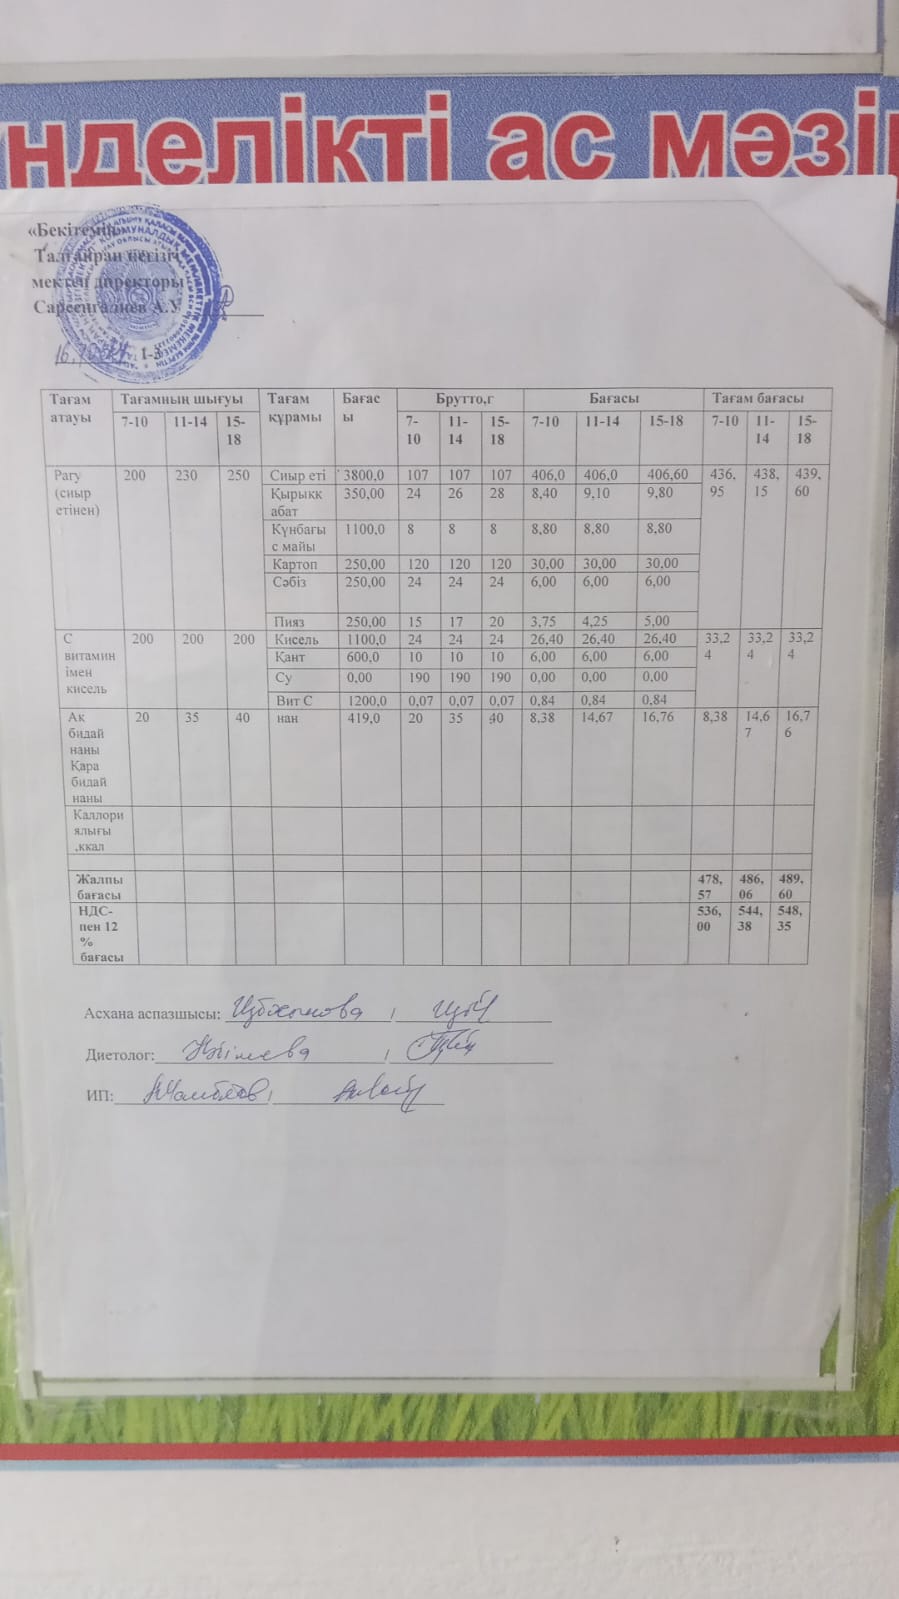 нделікті ас мәзір
«Бекітемін»
Талғайран негізгі
мектеп директоры
Сарсенгалиев А.У
16.10 1-3
Тағам атауы Тағамның шығуы Тағам құрамы Бағасы Брутто,г Бағасы Тағам бағасы
7-10 11-14 15-18 7-10 11-14 15-18 7-10 11-14 15-18 7-10 11-14 15-18
Рагу (сиыр етінен) 200 230 250 Сиыр еті 3800,0 107 107 107 406,0 406,0 406,60 436,95 438,15 439,60
Қырыққабат 350,00 24 26 28 8,40 9,10 9,80
Күнбағыс майы 1100,0 8 8 8 8,80 8,80 8,80
Картоп 250,00 120 120 120 30,00 30,00 30,00
Сәбіз 250,00 24 24 24 6,00 6,00 6,00
Пияз 250,00 15 17 20 3,75 4,25 5,00
С витамин імен кисель 200 200 200 Кисель 1100,0 24 24 24 26,40 26,40 26,40 33,24 33,24 33,24
Қант 600,0 10 10 10 6,00 6,00 6,00
Су 0,00 190 190 190 0,00 0,00 0,00
Вит С 1200,0 0,07 0,07 0,07 0,84 0,84 0,84
Ак бидай наны Қара бидай наны 20 35 40 нан 419,0 20 35 40 8,38 14,67 16,76 8,38 14,67 16,76
Каллориялығы ,ккал
Жалпы бағасы 478,57 486,06 489,60
НДС-пен 12 % бағасы 536,00 544,38 548,35
Асхана аспазшысы:
Диетолог:
ИП: